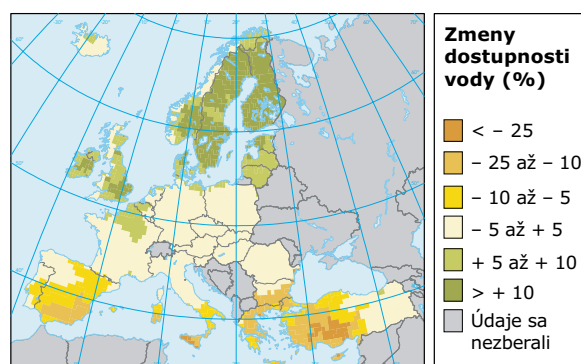 Zmeny
dostupnosti
vody (%)
< – 25
– 25 až – 10
– 10 až – 5
– 5 až + 5
+ 5 až + 10
> + 10
Údaje sa
nezberali